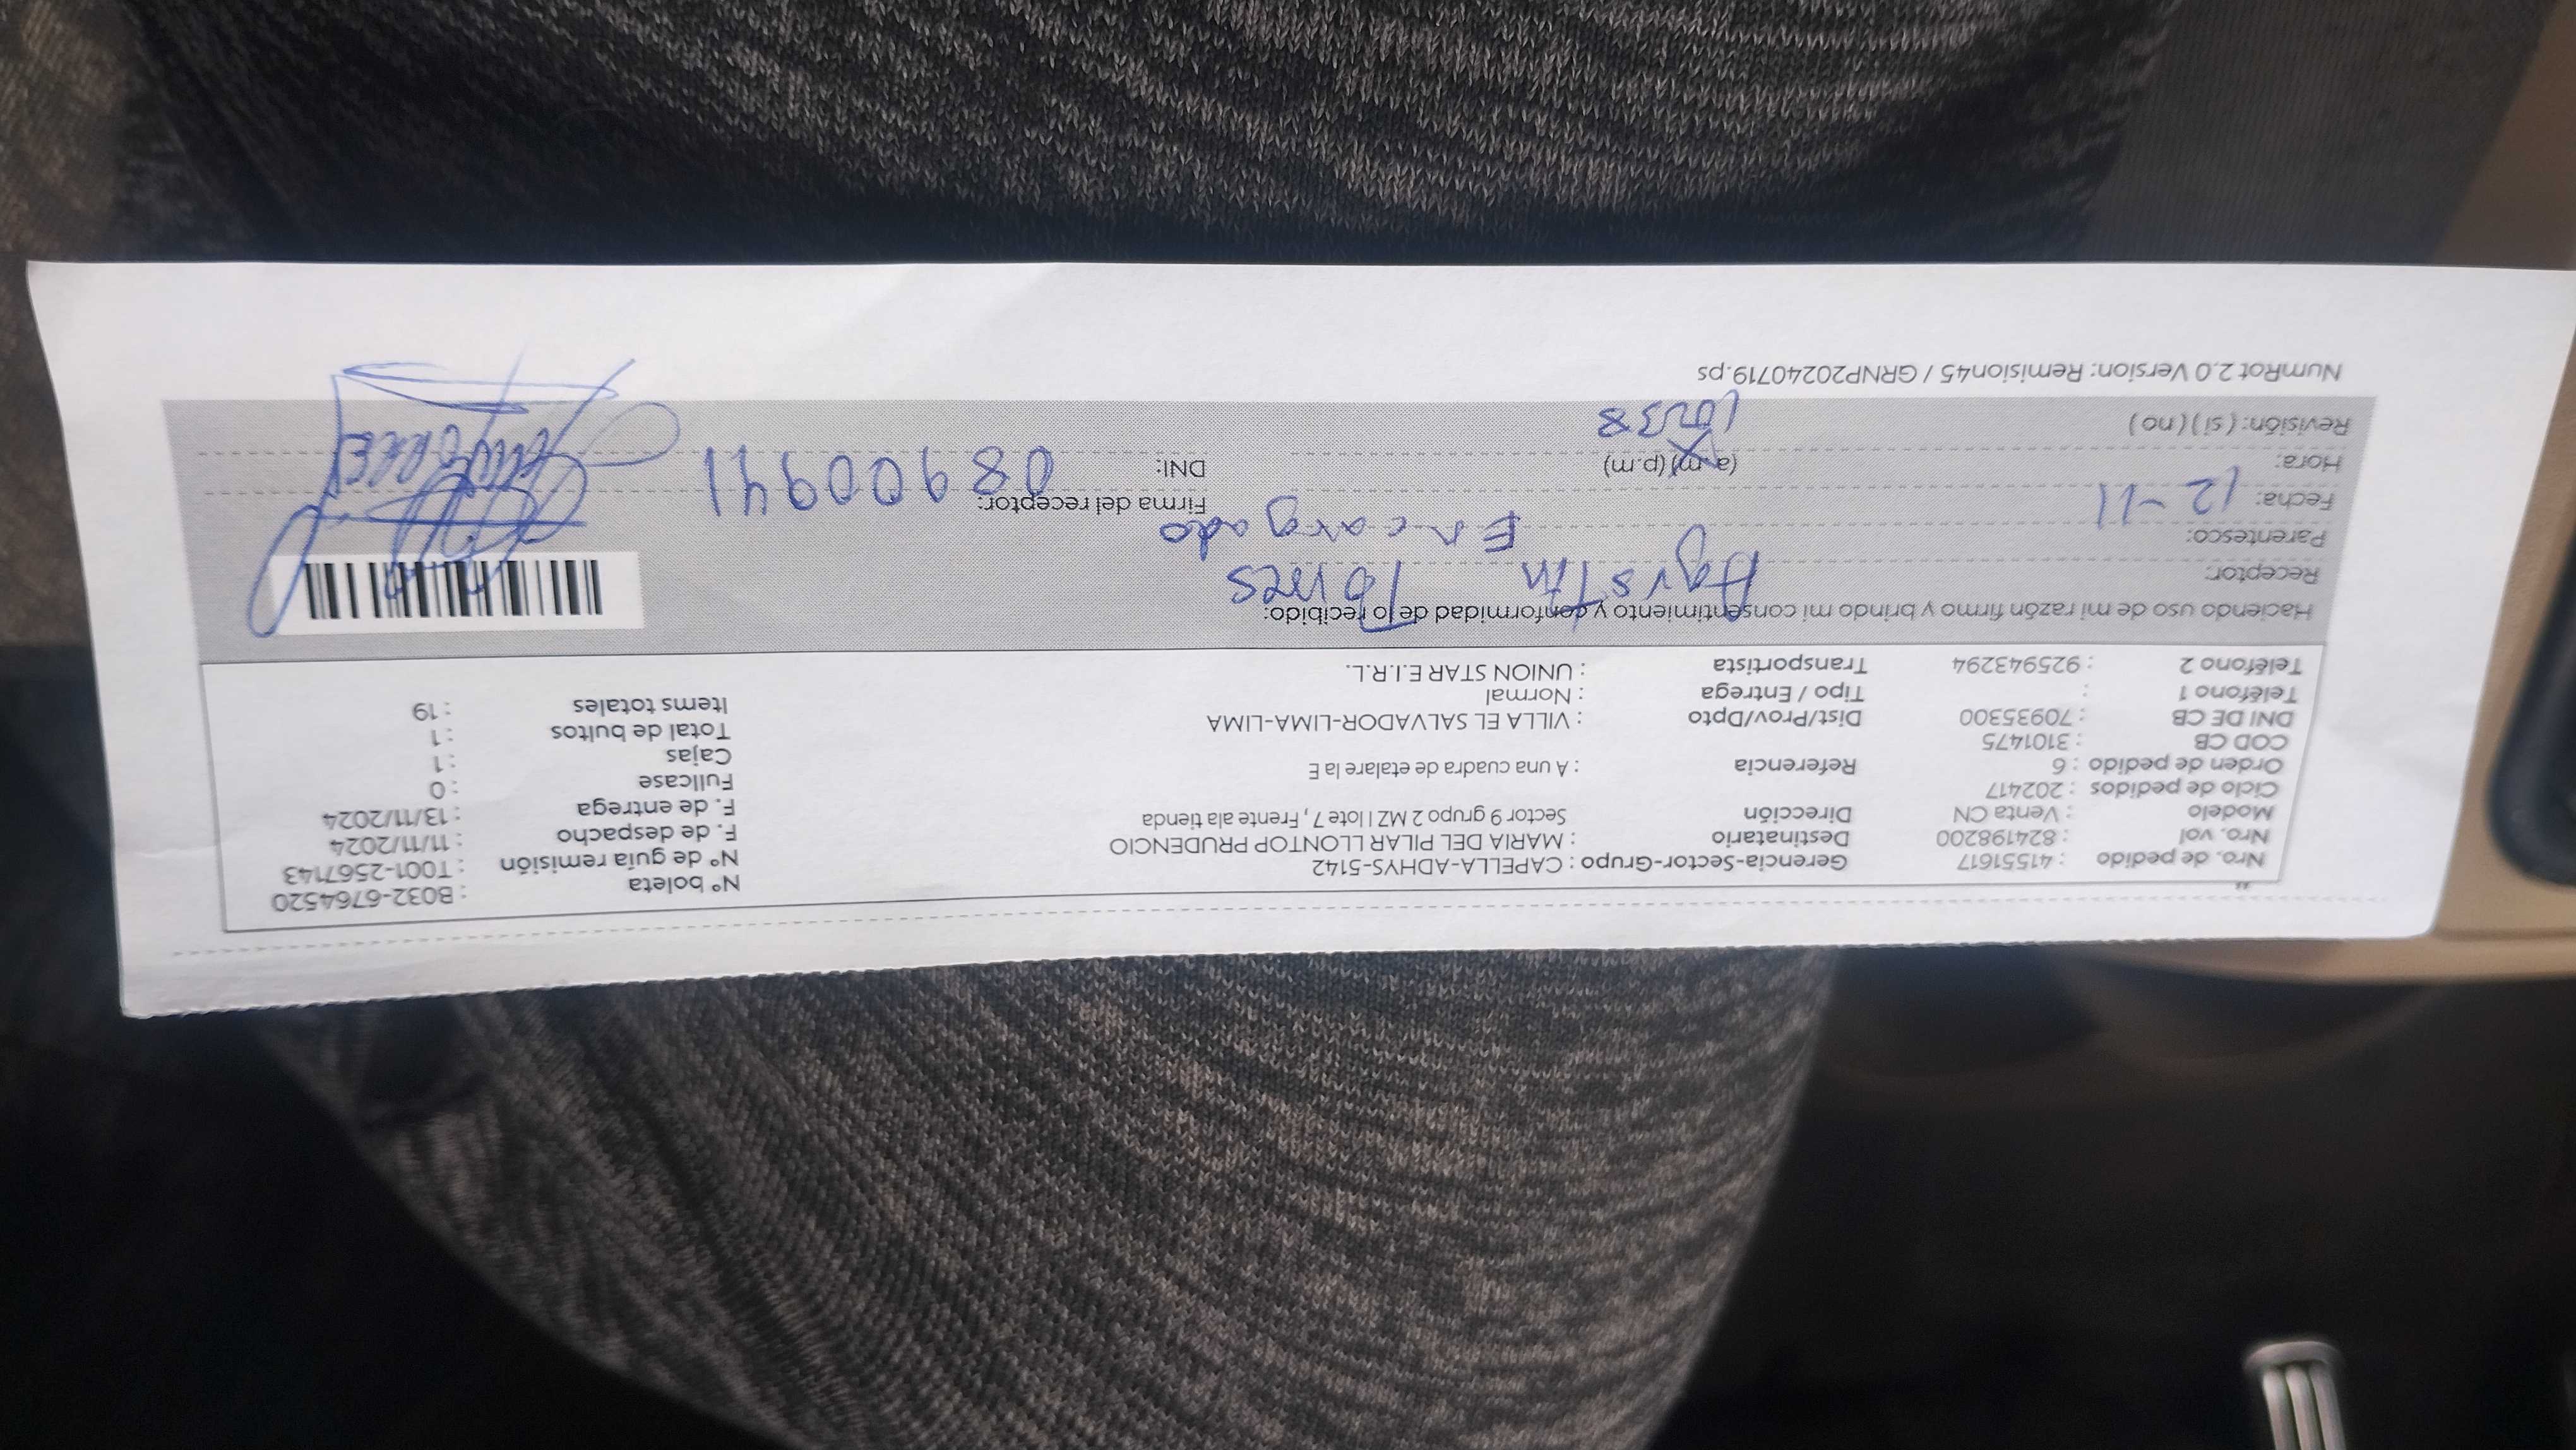 Nro. de pedido : 41551617 Gerencia-Sector-Grupo : CAPELLA-ADHYS-5142 N° boleta : B032-6764520
Nro. vol : 824198200 Destinatario : MARIA DEL PILAR LLONTOP PRUDENCIO N° de guía remisión : T001-2567143
Modelo : Venta CN Dirección Sector 9 grupo 2 MZ I lote 7 , Frente ala tienda F. de despacho : 11/11/2024
Ciclo de pedidos : 202417 F. de entrega : 13/11/2024
Orden de pedido : 6 Referencia : A una cuadra de etalare la E Fullcase : 0
COD CB : 3101475 Cajas : 1
DNI DE CB : 70935300 Dist/Prov/Dpto : VILLA EL SALVADOR-LIMA-LIMA Total de bultos : 1
Teléfono 1 : Tipo / Entrega : Normal Items totales : 19
Teléfono 2 : 925943294 Transportista : UNION STAR E.I.R.L.
Haciendo uso de mi razón firmo y brindo mi consentimiento y conformidad de lo recibido:
Receptor: Agustin Torres
Parentesco: Encargado
Fecha: 12-11 Firma del receptor:
Hora: (a.m) (p.m) DNI: 08900941
Revisión: ( si ) ( no )
NumRot 2.0 Version: Remision45 / GRNP20240719.ps